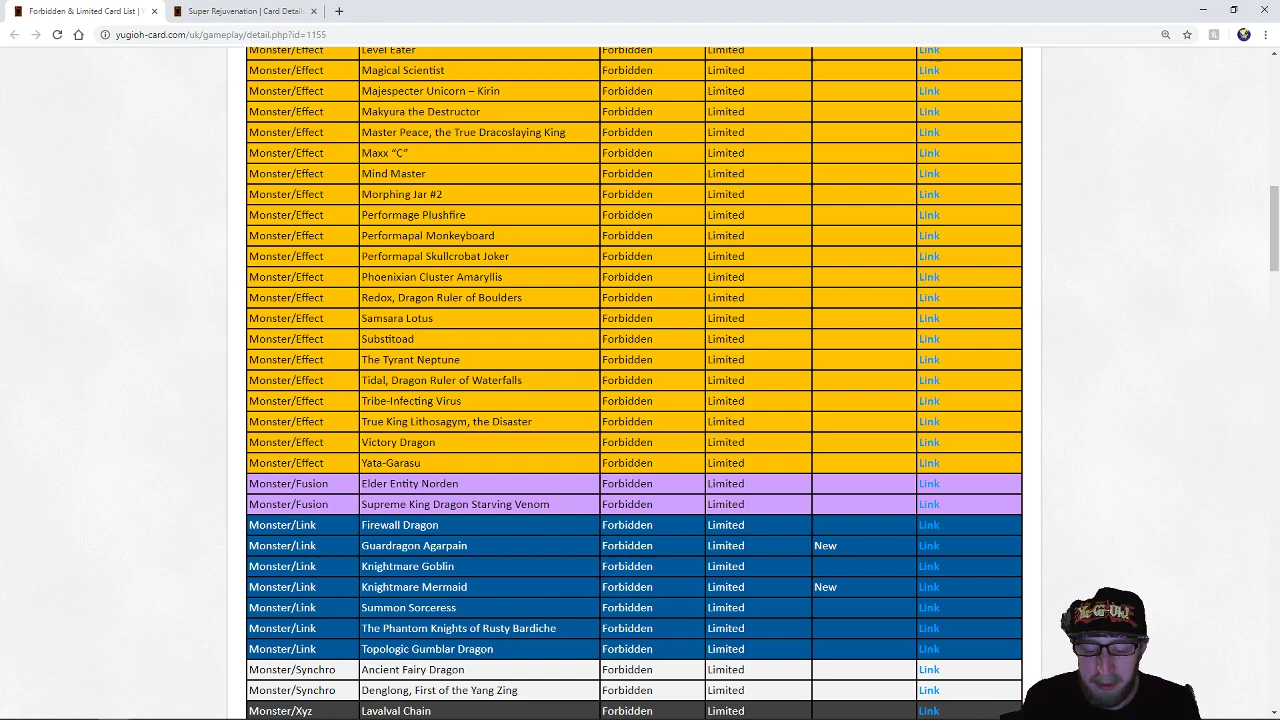 Forbidden & Limited Card List | Y
Super Rejuvenation | Card Detail
yugioh-card.com/uk/gameplay/detail.php?id=1155
Monster/Effect Level Eater Forbidden Limited Link
Monster/Effect Magical Scientist Forbidden Limited Link
Monster/Effect Majespecter Unicorn – Kirin Forbidden Limited Link
Monster/Effect Makyura the Destructor Forbidden Limited Link
Monster/Effect Master Peace, the True Dracoslaying King Forbidden Limited Link
Monster/Effect Maxx “C” Forbidden Limited Link
Monster/Effect Mind Master Forbidden Limited Link
Monster/Effect Morphing Jar #2 Forbidden Limited Link
Monster/Effect Performage Plushfire Forbidden Limited Link
Monster/Effect Performapal Monkeyboard Forbidden Limited Link
Monster/Effect Performapal Skullcrobat Joker Forbidden Limited Link
Monster/Effect Phoenixian Cluster Amaryllis Forbidden Limited Link
Monster/Effect Redox, Dragon Ruler of Boulders Forbidden Limited Link
Monster/Effect Samsara Lotus Forbidden Limited Link
Monster/Effect Substitoad Forbidden Limited Link
Monster/Effect The Tyrant Neptune Forbidden Limited Link
Monster/Effect Tidal, Dragon Ruler of Waterfalls Forbidden Limited Link
Monster/Effect Tribe-Infecting Virus Forbidden Limited Link
Monster/Effect True King Lithosagym, the Disaster Forbidden Limited Link
Monster/Effect Victory Dragon Forbidden Limited Link
Monster/Effect Yata-Garasu Forbidden Limited Link
Monster/Fusion Elder Entity Norden Forbidden Limited Link
Monster/Fusion Supreme King Dragon Starving Venom Forbidden Limited Link
Monster/Link Firewall Dragon Forbidden Limited Link
Monster/Link Guardragon Agarpain Forbidden Limited New Link
Monster/Link Knightmare Goblin Forbidden Limited Link
Monster/Link Knightmare Mermaid Forbidden Limited New Link
Monster/Link Summon Sorceress Forbidden Limited Link
Monster/Link The Phantom Knights of Rusty Bardiche Forbidden Limited Link
Monster/Link Topologic Gumblar Dragon Forbidden Limited Link
Monster/Synchro Ancient Fairy Dragon Forbidden Limited Link
Monster/Synchro Denglong, First of the Yang Zing Forbidden Limited Link
Monster/Xyz Lavalval Chain Forbidden Limited Link
Yu-Gi-Oh!